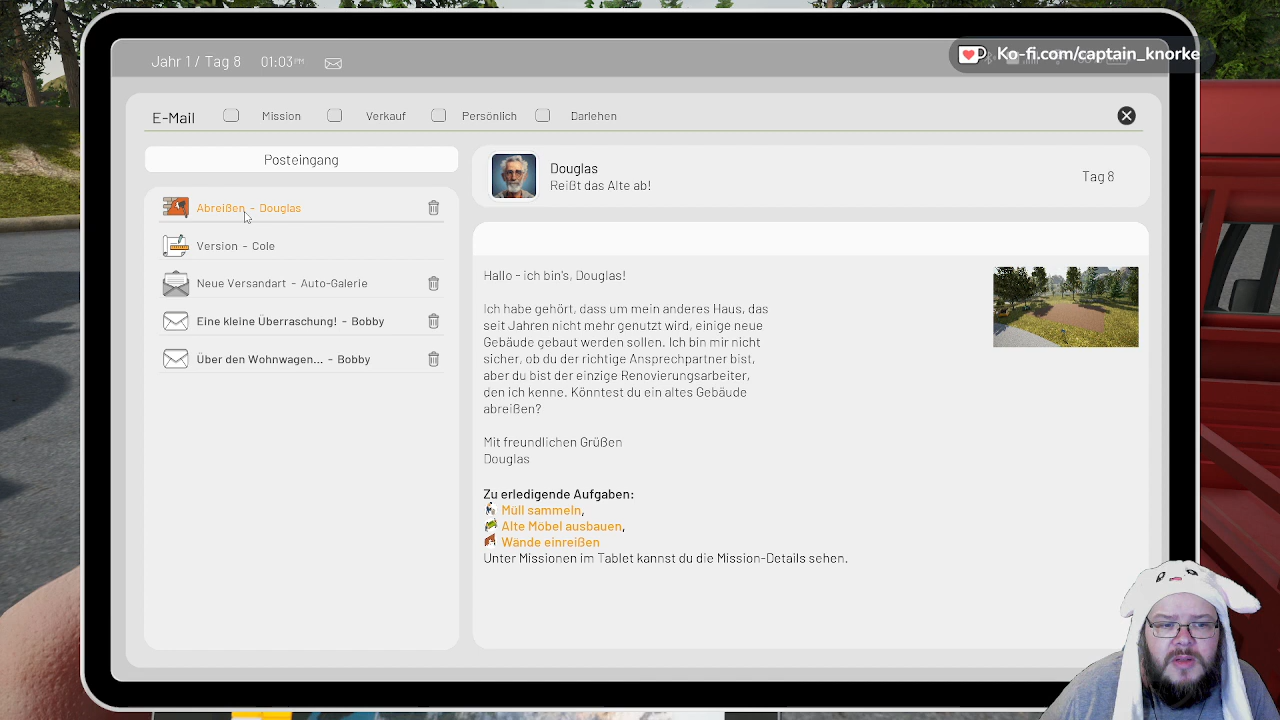 Jahr 1 / Tag 8 01:03 PM
Ko-fi.com/captain_knorke
E-Mail Mission Verkauf Persönlich Darlehen
Posteingang
Abreißen - Douglas
Version - Cole
Neue Versandart - Auto-Galerie
Eine kleine Überraschung! - Bobby
Über den Wohnwagen... - Bobby
Douglas
Reißt das Alte ab!
Tag 8
Hallo - ich bin's, Douglas!
Ich habe gehört, dass um mein anderes Haus, das
seit Jahren nicht mehr genutzt wird, einige neue
Gebäude gebaut werden sollen. Ich bin mir nicht
sicher, ob du der richtige Ansprechpartner bist,
aber du bist der einzige Renovierungsarbeiter,
den ich kenne. Könntest du ein altes Gebäude
abreißen?
Mit freundlichen Grüßen
Douglas
Zu erledigende Aufgaben:
Müll sammeln,
Alte Möbel ausbauen,
Wände einreißen
Unter Missionen im Tablet kannst du die Mission-Details sehen.